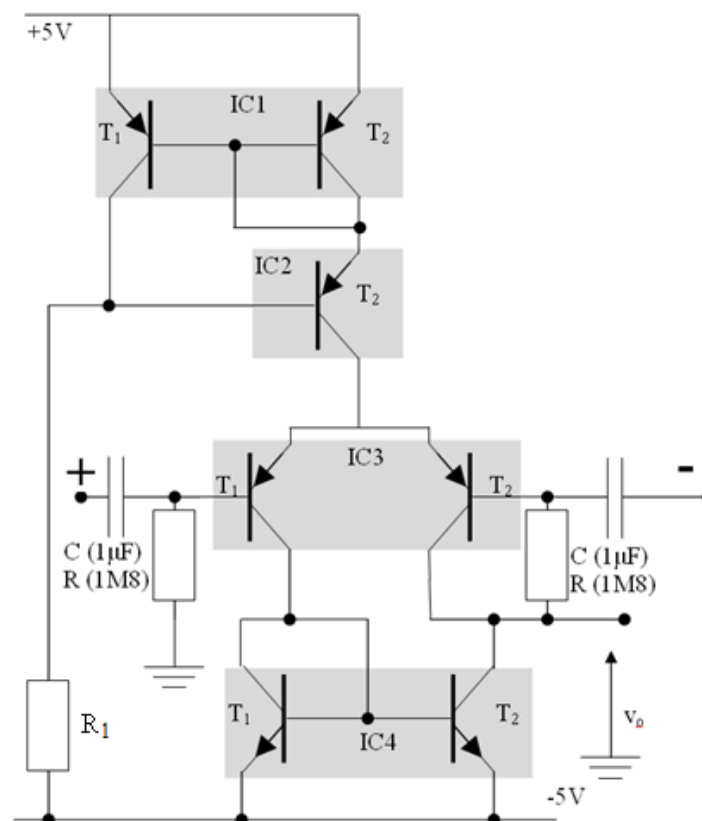 +5V
IC1
T1
T2
IC2
T2
+
IC3
-
T1
T2
C (1µF)
R (1M8)
C (1µF)
R (1M8)
R1
T1
T2
IC4
vo
-5V